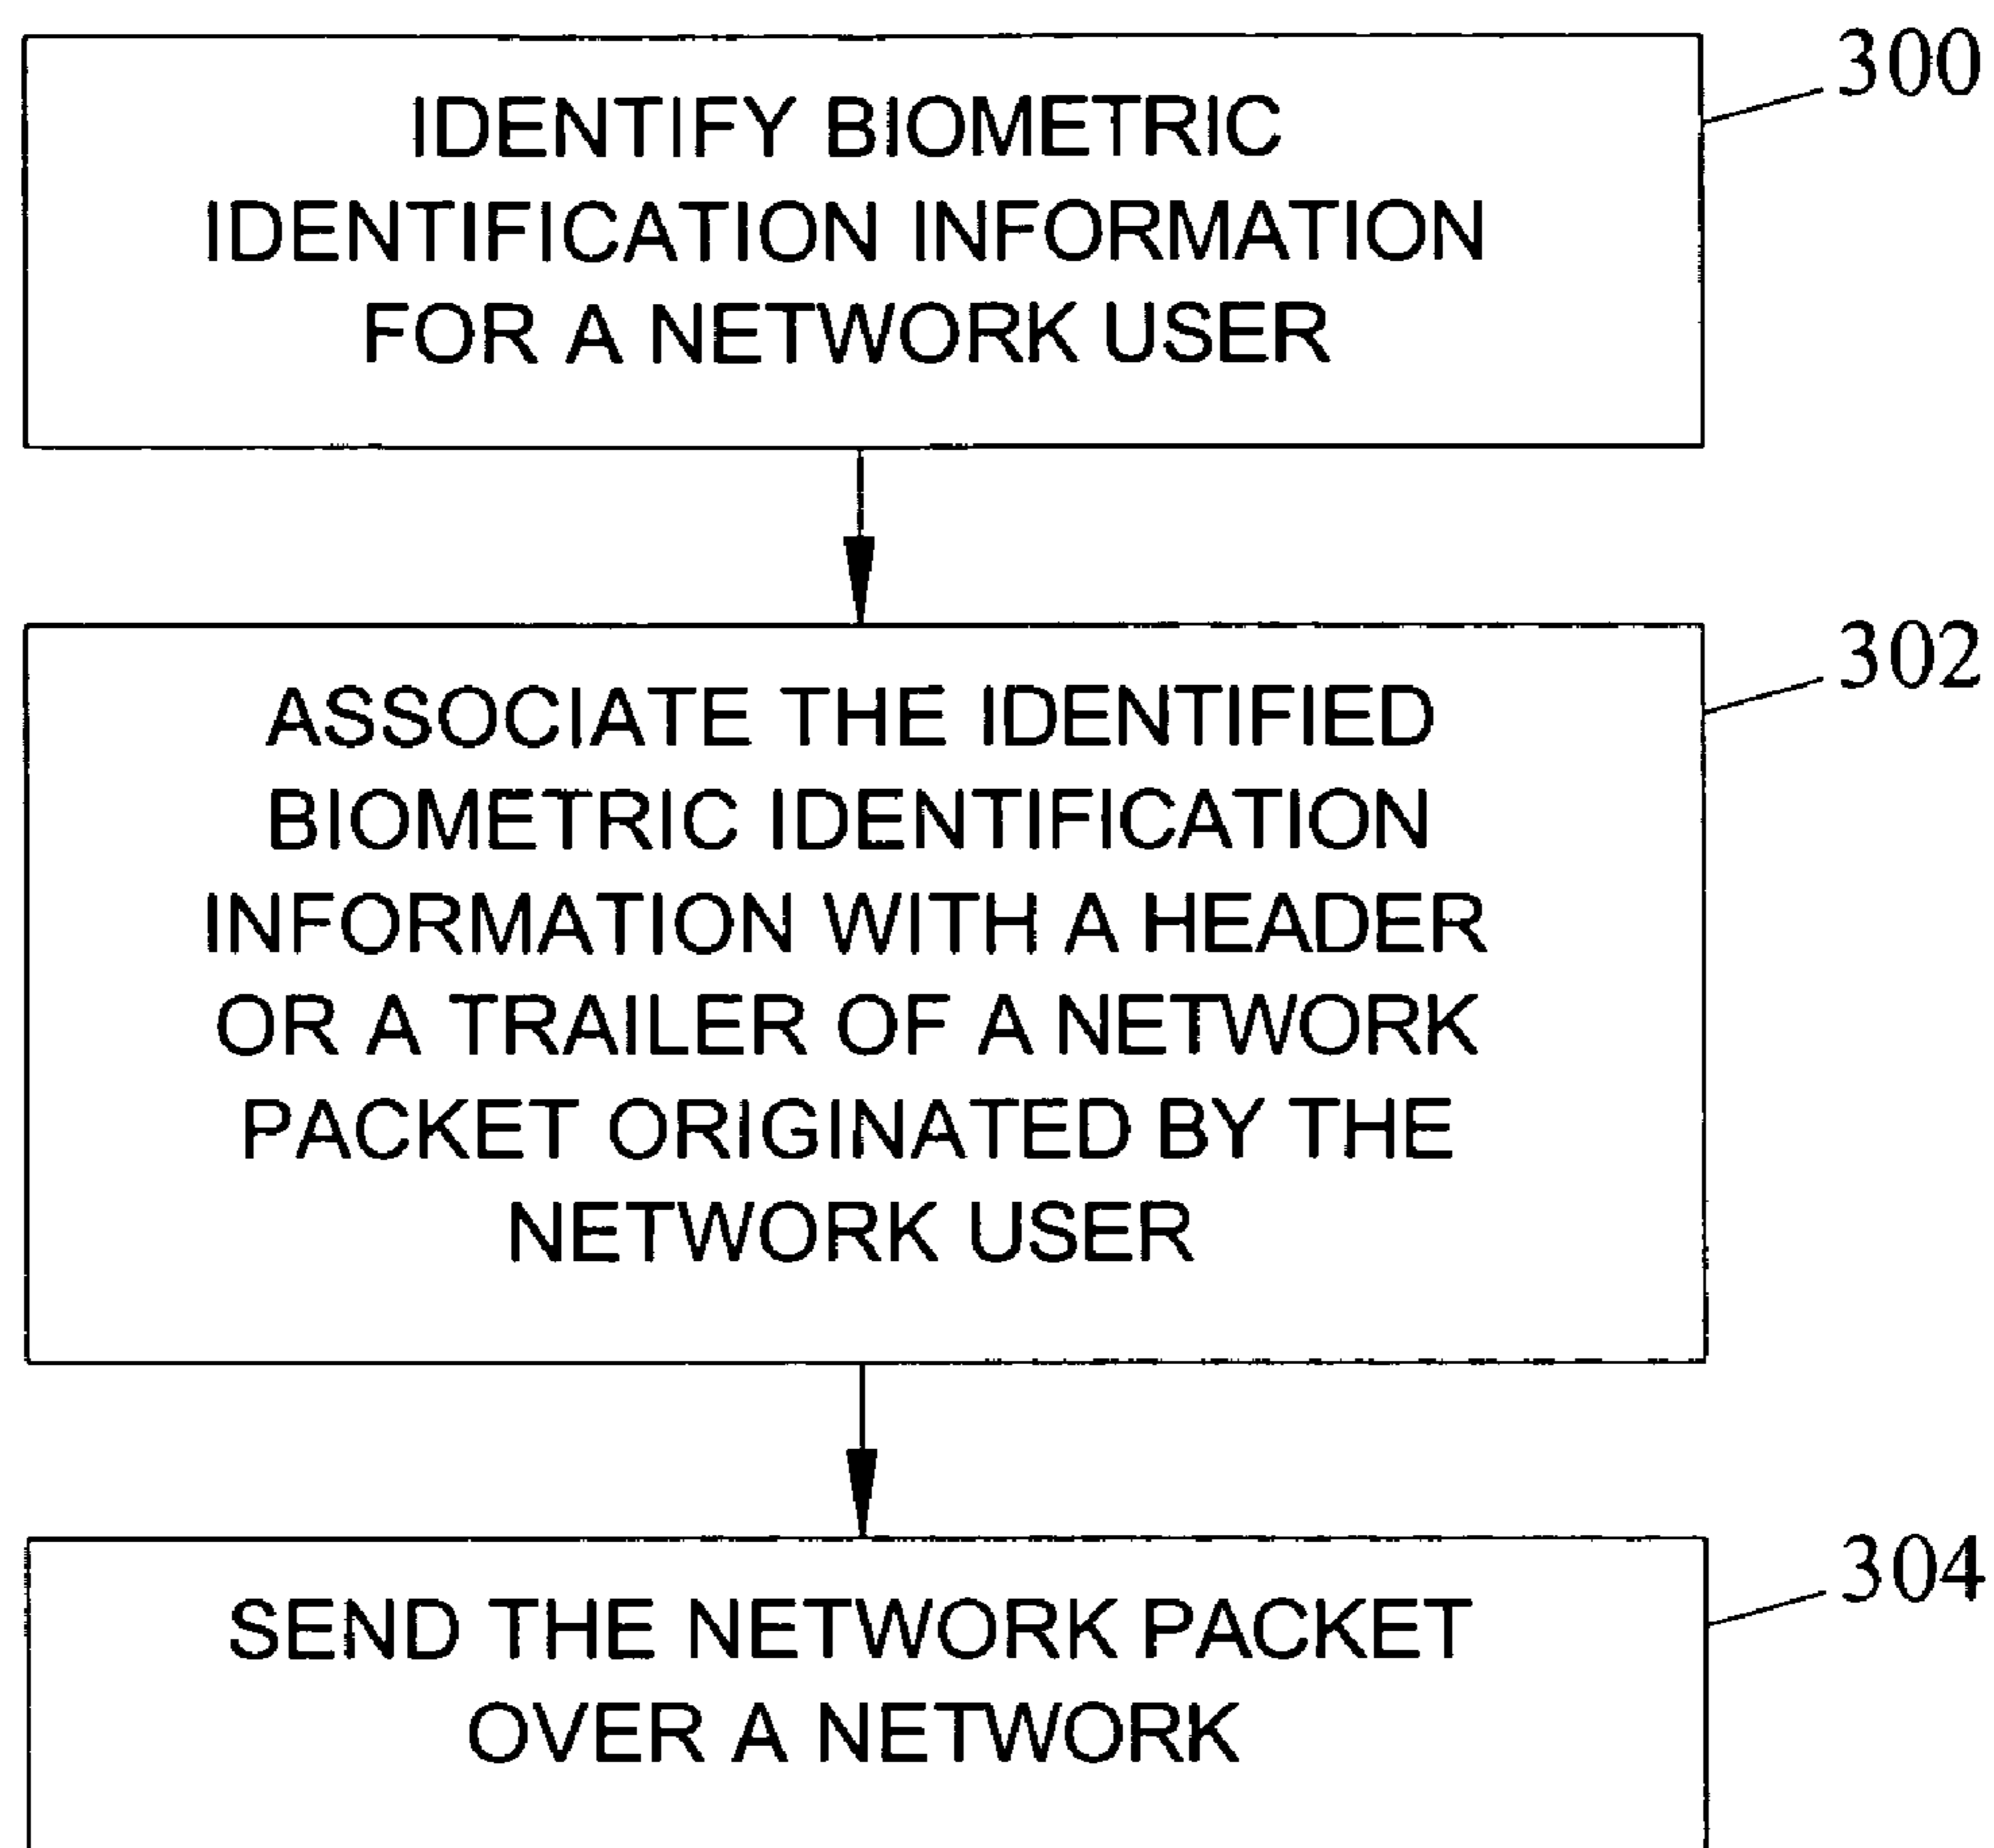 300
IDENTIFY BIOMETRIC
IDENTIFICATION INFORMATION
FOR A NETWORK USER
302
ASSOCIATE THE IDENTIFIED
BIOMETRIC IDENTIFICATION
INFORMATION WITH A HEADER
OR A TRAILER OF A NETWORK
PACKET ORIGINATED BY THE
NETWORK USER
304
SEND THE NETWORK PACKET
OVER A NETWORK